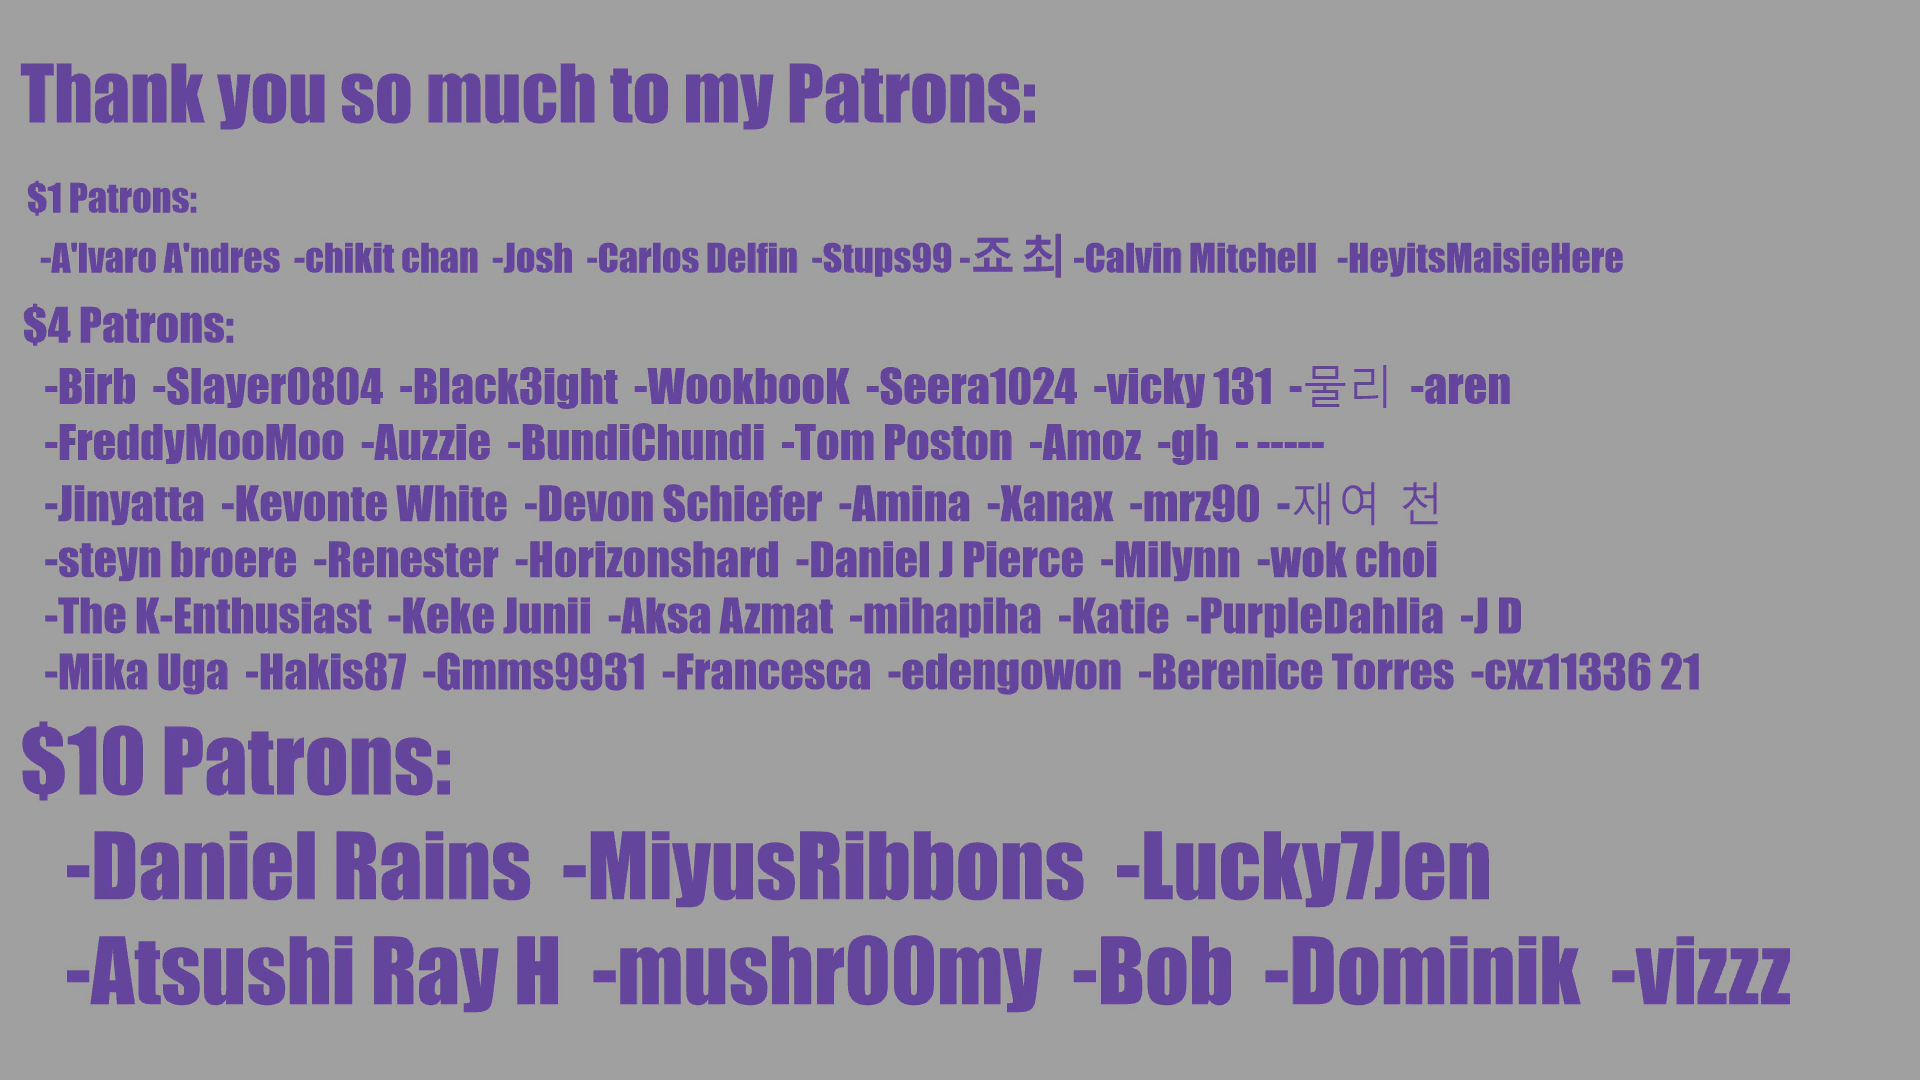 Thank you so much to my Patrons:
$1 Patrons:
-A'lvaro A'ndres -chikit chan -Josh -Carlos Delfin -Stups99 -죠 최 -Calvin Mitchell -HeyitsMaisieHere
$4 Patrons:
-Birb -Slayer0804 -Black3ight -WookbooK -Seera1024 -vicky 131 -물리 -aren
-FreddyMooMoo -Auzzie -BundiChundi -Tom Poston -Amoz -gh - -----
-Jinyatta -Kevonte White -Devon Schiefer -Amina -Xanax -mrz90 -재여 천
-steyn broere -Renester -Horizonshard -Daniel J Pierce -Milynn -wok choi
-The K-Enthusiast -Keke Junii -Aksa Azmat -mihapiha -Katie -PurpleDahlia -J D
-Mika Uga -Hakis87 -Gmms9931 -Francesca -edengowon -Berenice Torres -cxz11336 21
$10 Patrons:
-Daniel Rains -MiyusRibbons -Lucky7Jen
-Atsushi Ray H -mushr00my -Bob -Dominik -vizzz